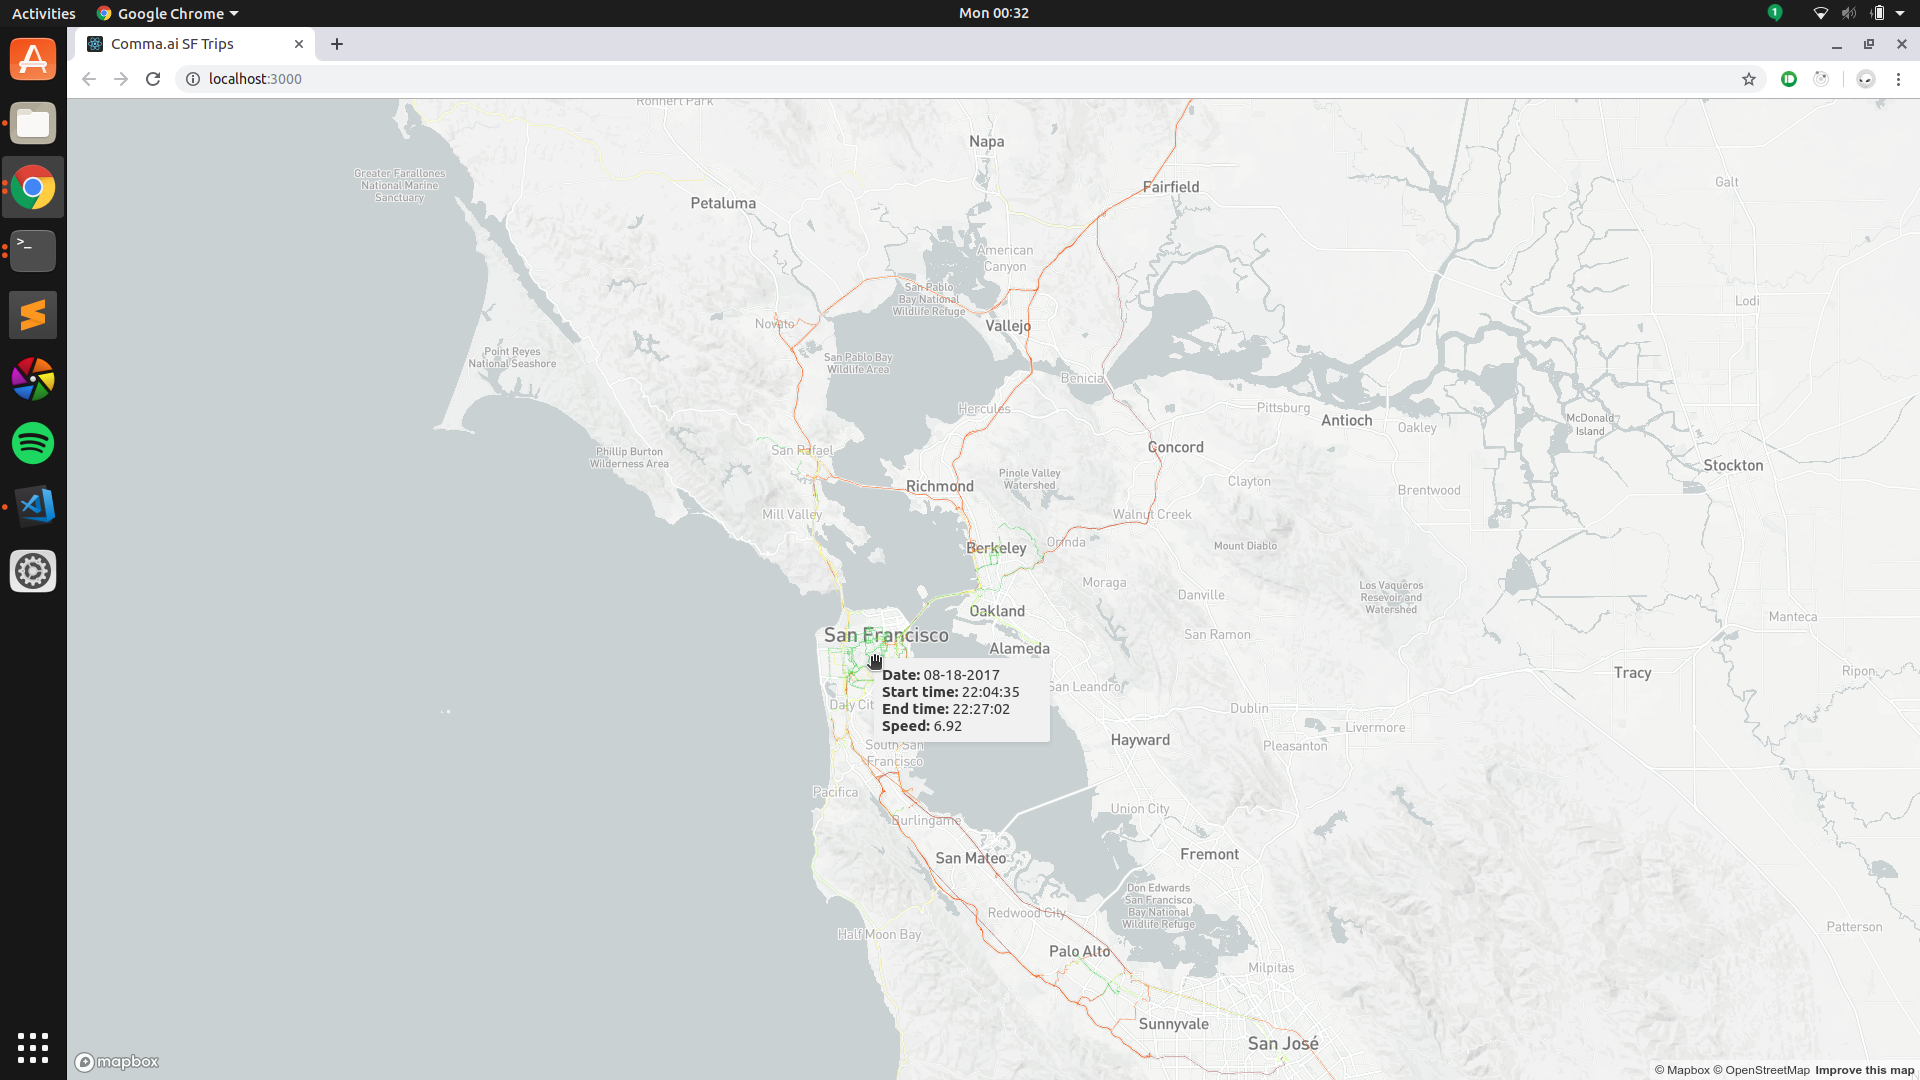 Activities
Google Chrome
Mon 00:32
1
Comma.ai SF Trips
localhost:3000
Rohnert Park
Napa
Greater Farallones
National Marine
Sanctuary
Fairfield
Galt
Petaluma
American
Canyon
San Pablo
Bay National
Wildlife Refuge
Lodi
Novato
Vallejo
Point Reyes
National Seashore
San Pablo Bay
Wildlife Area
Benicia
Hercules
Pittsburg
Antioch
Oakley
McDonald
Island
San Rafael
Concord
Phillip Burton
Wilderness Area
Stockton
Pinole Valley
Watershed
Richmond
Clayton
Brentwood
Mill Valley
Walnut Creek
Berkeley
Orinda
Mount Diablo
Moraga
Danville
Los Vaqueros
Resevoir and
Watershed
Oakland
Manteca
San Francisco
San Ramon
Alameda
Date: 08-18-2017
Start time: 22:04:35
End time: 22:27:02
Speed: 6.92
San Leandro
Tracy
Ripon
Daly Cit
Dublin
Livermore
Hayward
Pleasanton
South San
Francisco
Pacifica
Union City
Burlingame
San Mateo
Fremont
Don Edwards
San Francisco
Bay National
Wildlife Refuge
Redwood City
Half Moon Bay
Patterson
Palo Alto
Milpitas
Sunnyvale
San José
mapbox
© Mapbox © OpenStreetMap Improve this map